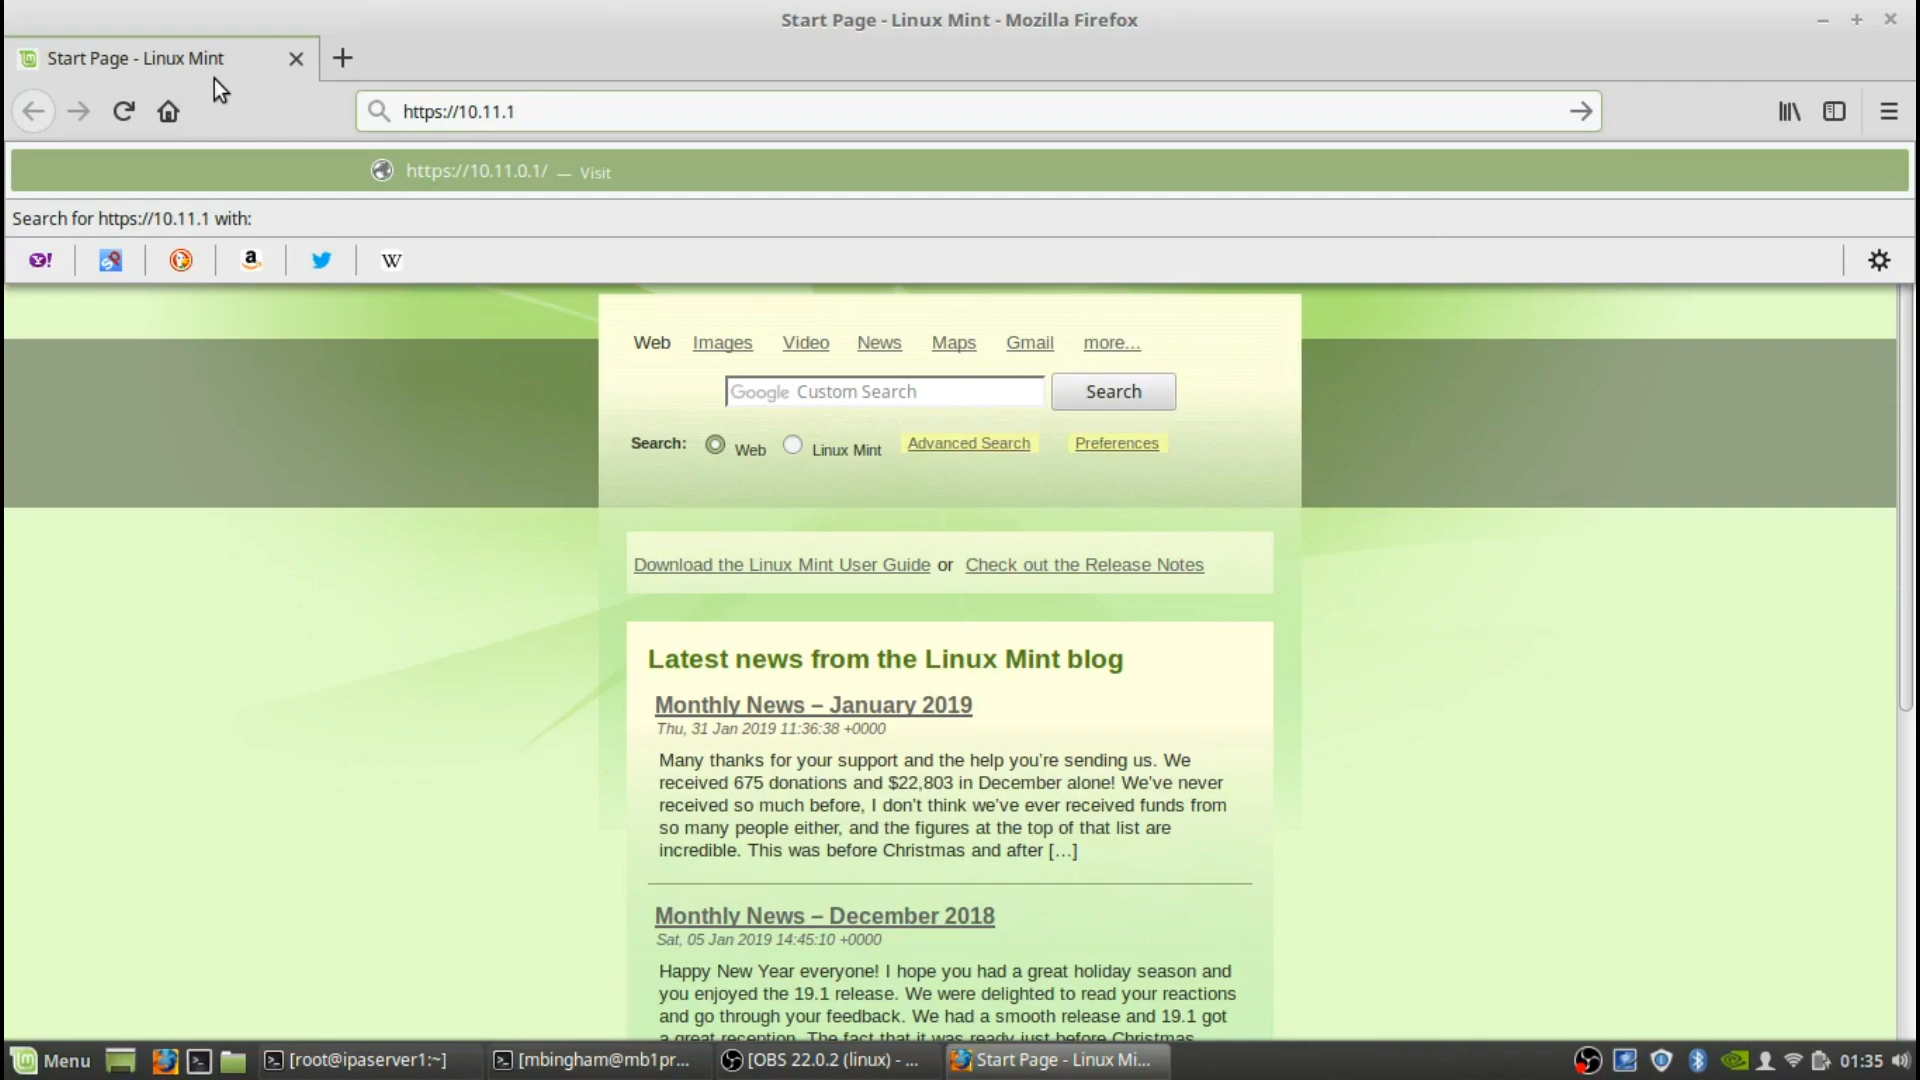 Start Page - Linux Mint - Mozilla Firefox
Start Page - Linux Mint
https://10.11.1
https://10.11.0.1/ — Visit
Search for https://10.11.1 with:
Y! a W
Web Images Video News Maps Gmail more...
Google Custom Search Search
Search: Web Linux Mint Advanced Search Preferences
Download the Linux Mint User Guide or Check out the Release Notes
Latest news from the Linux Mint blog
Monthly News – January 2019
Thu, 31 Jan 2019 11:36:38 +0000
Many thanks for your support and the help you're sending us. We
received 675 donations and $22,803 in December alone! We've never
received so much before, I don't think we've ever received funds from
so many people either, and the figures at the top of that list are
incredible. This was before Christmas and after […]
Monthly News – December 2018
Sat, 05 Jan 2019 14:45:10 +0000
Happy New Year everyone! I hope you had a great holiday season and
you enjoyed the 19.1 release. We were delighted to read your reactions
and go through your feedback. We had a smooth release and 19.1 got
a great reception. The fact that it was ready just before Christmas
Menu [root@ipaserver1:~] [mbingham@mb1pr... [OBS 22.0.2 (linux) - ... Start Page - Linux Mi... 01:35